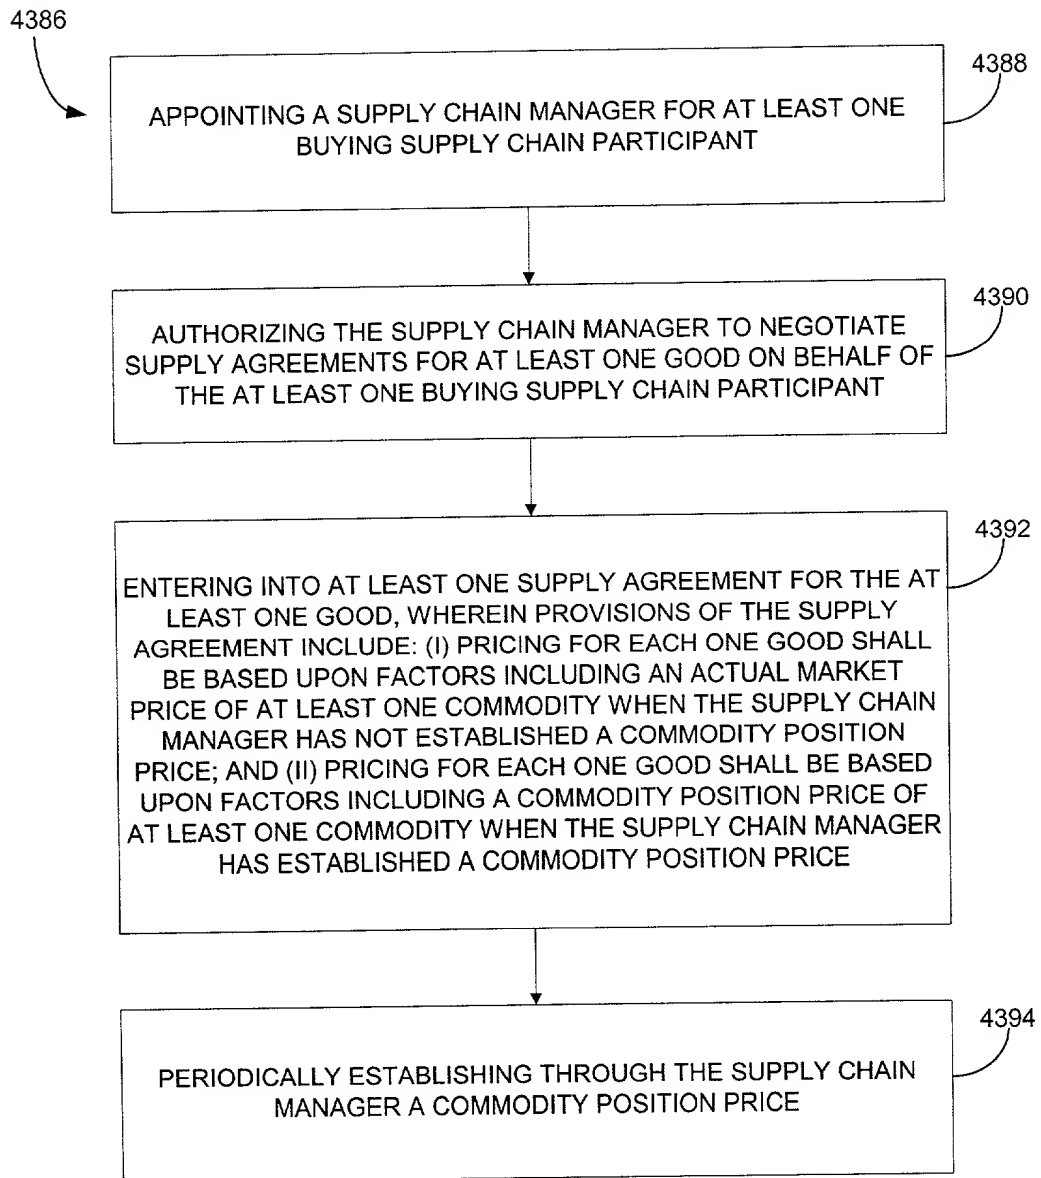 4386
4388
APPOINTING A SUPPLY CHAIN MANAGER FOR AT LEAST ONE
BUYING SUPPLY CHAIN PARTICIPANT
4390
AUTHORIZING THE SUPPLY CHAIN MANAGER TO NEGOTIATE
SUPPLY AGREEMENTS FOR AT LEAST ONE GOOD ON BEHALF OF
THE AT LEAST ONE BUYING SUPPLY CHAIN PARTICIPANT
4392
ENTERING INTO AT LEAST ONE SUPPLY AGREEMENT FOR THE AT
LEAST ONE GOOD, WHEREIN PROVISIONS OF THE SUPPLY
AGREEMENT INCLUDE: (I) PRICING FOR EACH ONE GOOD SHALL
BE BASED UPON FACTORS INCLUDING AN ACTUAL MARKET
PRICE OF AT LEAST ONE COMMODITY WHEN THE SUPPLY CHAIN
MANAGER HAS NOT ESTABLISHED A COMMODITY POSITION
PRICE; AND (II) PRICING FOR EACH ONE GOOD SHALL BE BASED
UPON FACTORS INCLUDING A COMMODITY POSITION PRICE OF
AT LEAST ONE COMMODITY WHEN THE SUPPLY CHAIN MANAGER
HAS ESTABLISHED A COMMODITY POSITION PRICE
4394
PERIODICALLY ESTABLISHING THROUGH THE SUPPLY CHAIN
MANAGER A COMMODITY POSITION PRICE